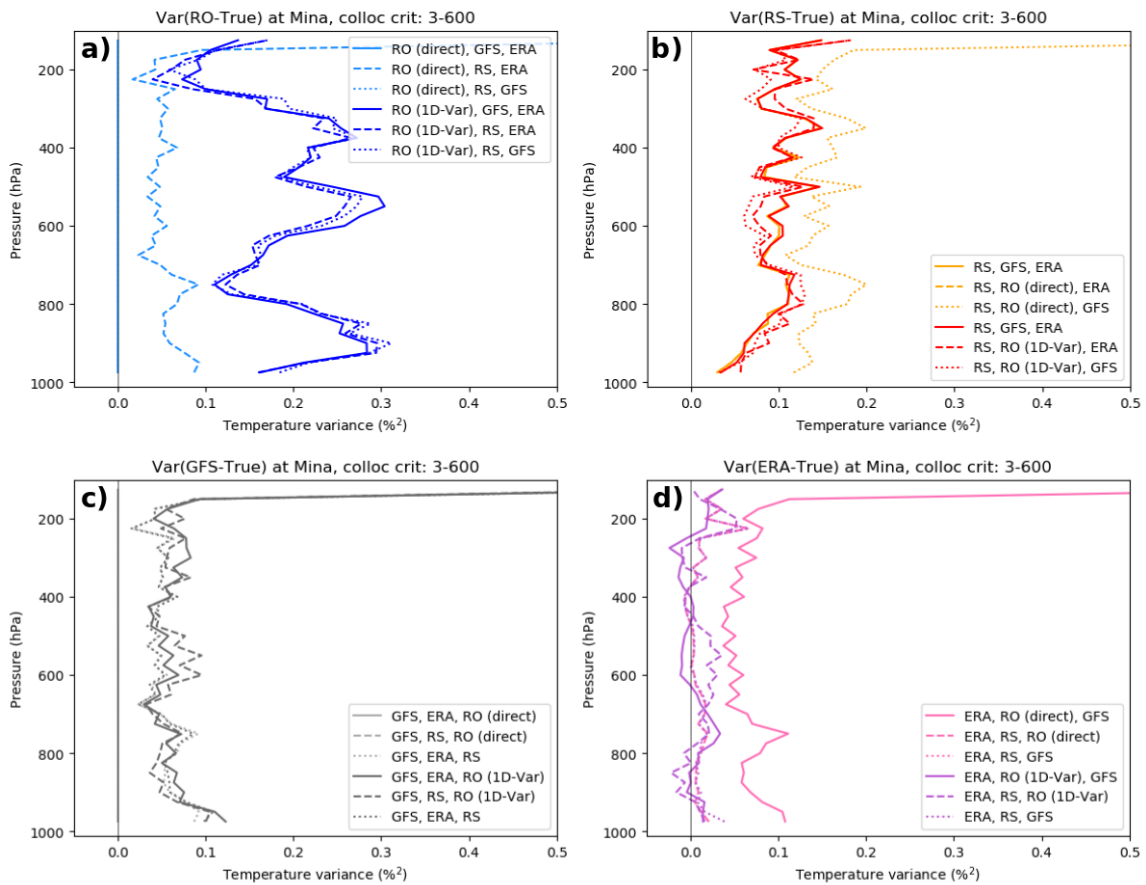 Var(RO-True) at Mina, colloc crit: 3-600
a)
RO (direct), GFS, ERA
RO (direct), RS, ERA
RO (direct), RS, GFS
RO (1D-Var), GFS, ERA
RO (1D-Var), RS, ERA
RO (1D-Var), RS, GFS
Pressure (hPa)
200
400
600
800
1000
0.0 0.1 0.2 0.3 0.4 0.5
Temperature variance (%²)
Var(RS-True) at Mina, colloc crit: 3-600
b)
RS, GFS, ERA
RS, RO (direct), ERA
RS, RO (direct), GFS
RS, GFS, ERA
RS, RO (1D-Var), ERA
RS, RO (1D-Var), GFS
Pressure (hPa)
200
400
600
800
1000
0.0 0.1 0.2 0.3 0.4 0.5
Temperature variance (%²)
Var(GFS-True) at Mina, colloc crit: 3-600
c)
GFS, ERA, RO (direct)
GFS, RS, RO (direct)
GFS, ERA, RS
GFS, ERA, RO (1D-Var)
GFS, RS, RO (1D-Var)
GFS, ERA, RS
Pressure (hPa)
200
400
600
800
1000
0.0 0.1 0.2 0.3 0.4 0.5
Temperature variance (%²)
Var(ERA-True) at Mina, colloc crit: 3-600
d)
ERA, RO (direct), GFS
ERA, RS, RO (direct)
ERA, RS, GFS
ERA, RO (1D-Var), GFS
ERA, RS, RO (1D-Var)
ERA, RS, GFS
Pressure (hPa)
200
400
600
800
1000
0.0 0.1 0.2 0.3 0.4 0.5
Temperature variance (%²)